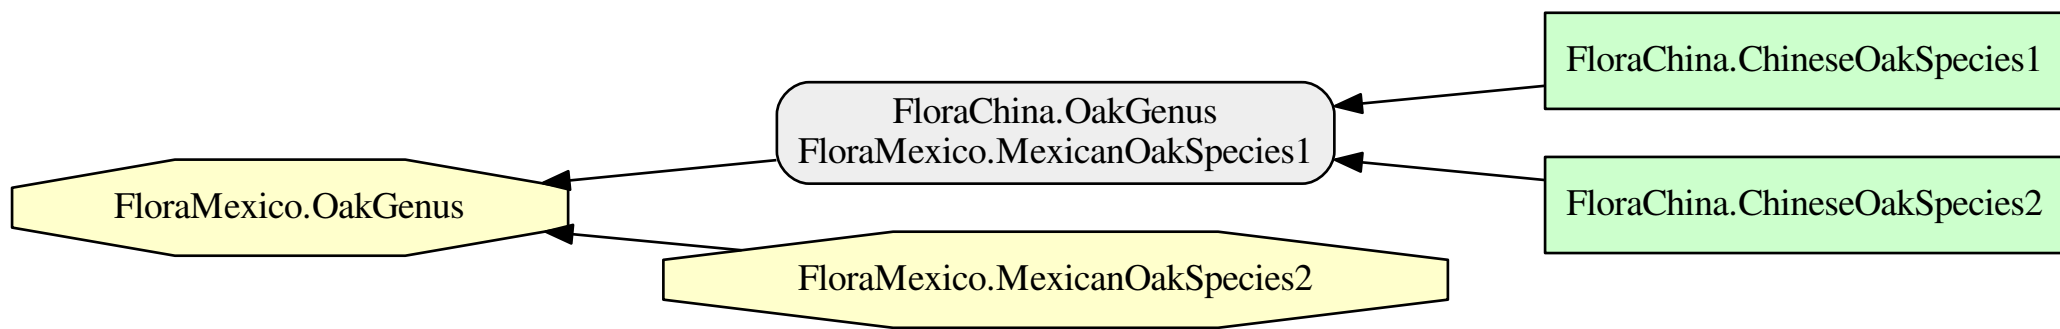 FloraChina.ChineseOakSpecies1
FloraChina.OakGenus
FloraMexico.MexicanOakSpecies1
FloraMexico.OakGenus
FloraChina.ChineseOakSpecies2
FloraMexico.MexicanOakSpecies2